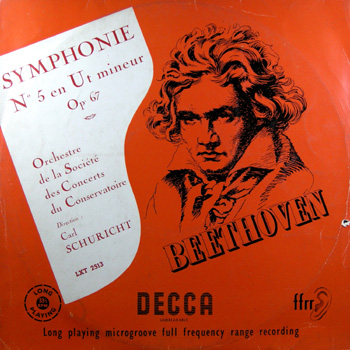 SYMPHONIE
N° 5 en Ut mineur
Op 67
Orchestre
de la Société
des Concerts
du Conservatoire
Direction :
Carl
SCHURICHT
LXT 2513
BEETHOVEN
LONG
PLAYING
DECCA
ffrr
Long playing microgroove full frequency range recording